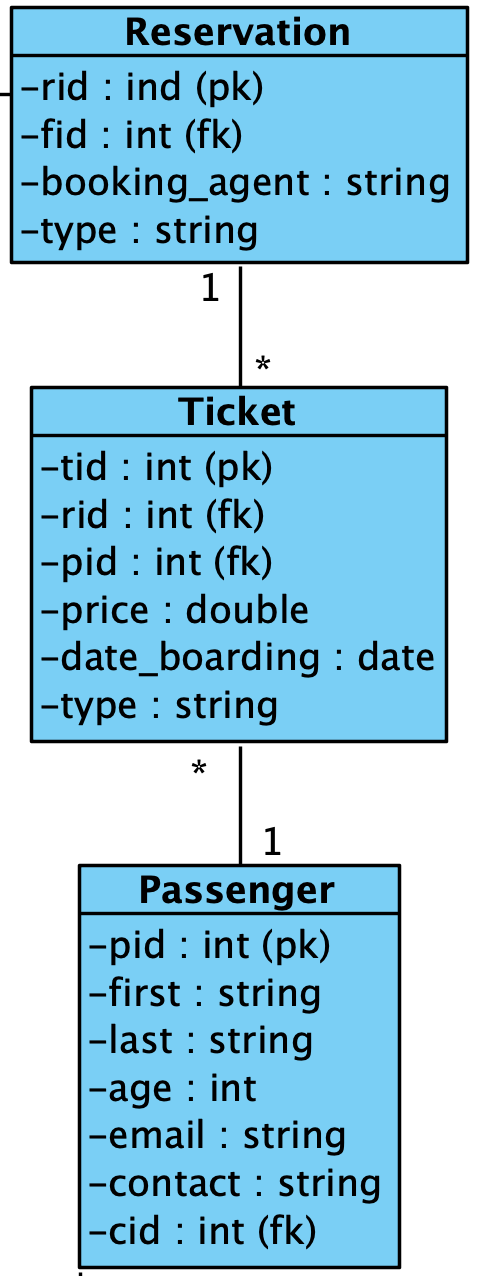 Reservation
-rid : ind (pk)
-fid : int (fk)
-booking_agent : string
-type : string
1
*
Ticket
-tid : int (pk)
-rid : int (fk)
-pid : int (fk)
-price : double
-date_boarding : date
-type : string
*
1
Passenger
-pid : int (pk)
-first : string
-last : string
-age : int
-email : string
-contact : string
-cid : int (fk)